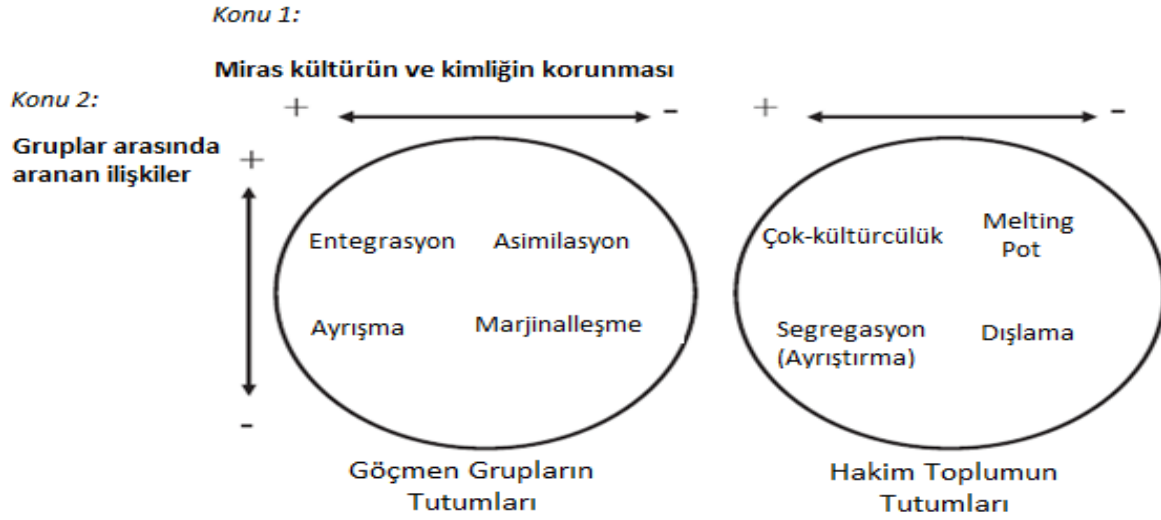 Konu 1:
Miras kültürün ve kimliğin korunması
Konu 2:
+ - + -
Gruplar arasında
aranan ilişkiler
+
Entegrasyon Asimilasyon
Ayrışma Marjinalleşme
-
Göçmen Grupların
Tutumları
Çok-kültürcülük Melting
Pot
Segregasyon Dışlama
(Ayrıştırma)
Hakim Toplumun
Tutumları